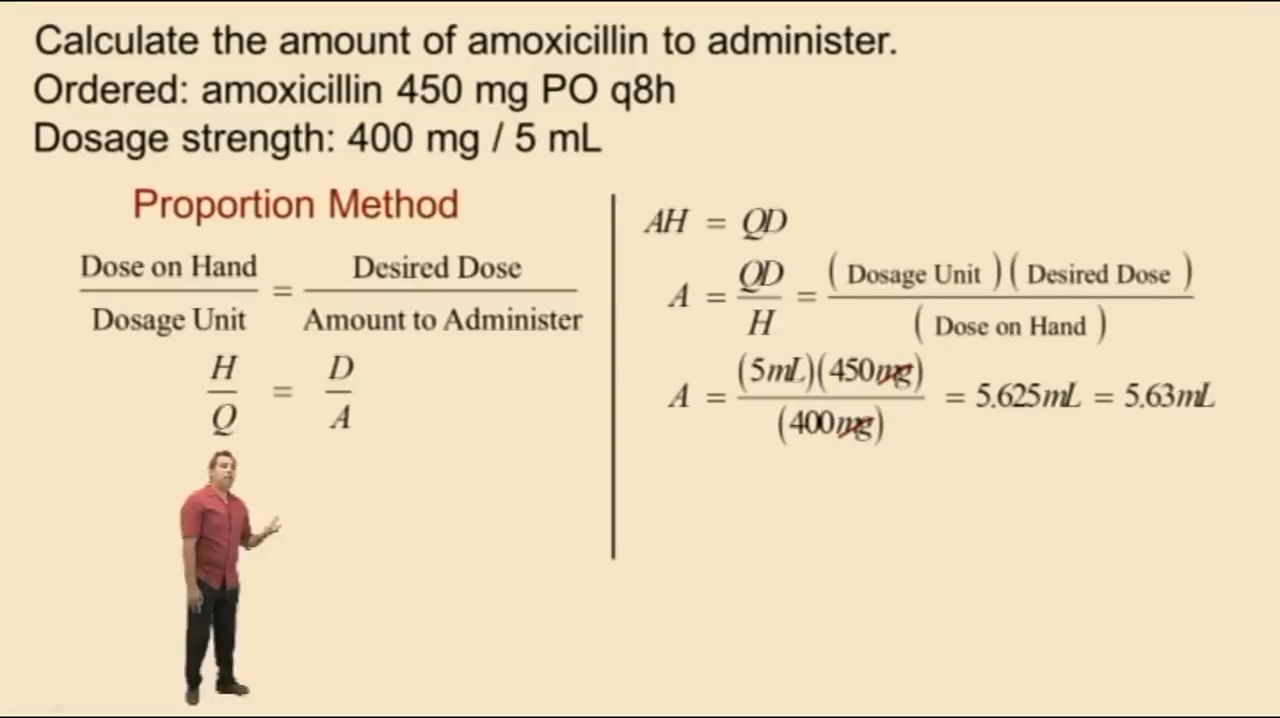 Calculate the amount of amoxicillin to administer.
Ordered: amoxicillin 450 mg PO q8h
Dosage strength: 400 mg / 5 mL
Proportion Method
Dose on Hand / Dosage Unit = Desired Dose / Amount to Administer
H / Q = D / A
AH = QD
A = QD / H = ( Dosage Unit ) ( Desired Dose ) / ( Dose on Hand )
A = (5mL)(450mg) / (400mg) = 5.625mL = 5.63mL